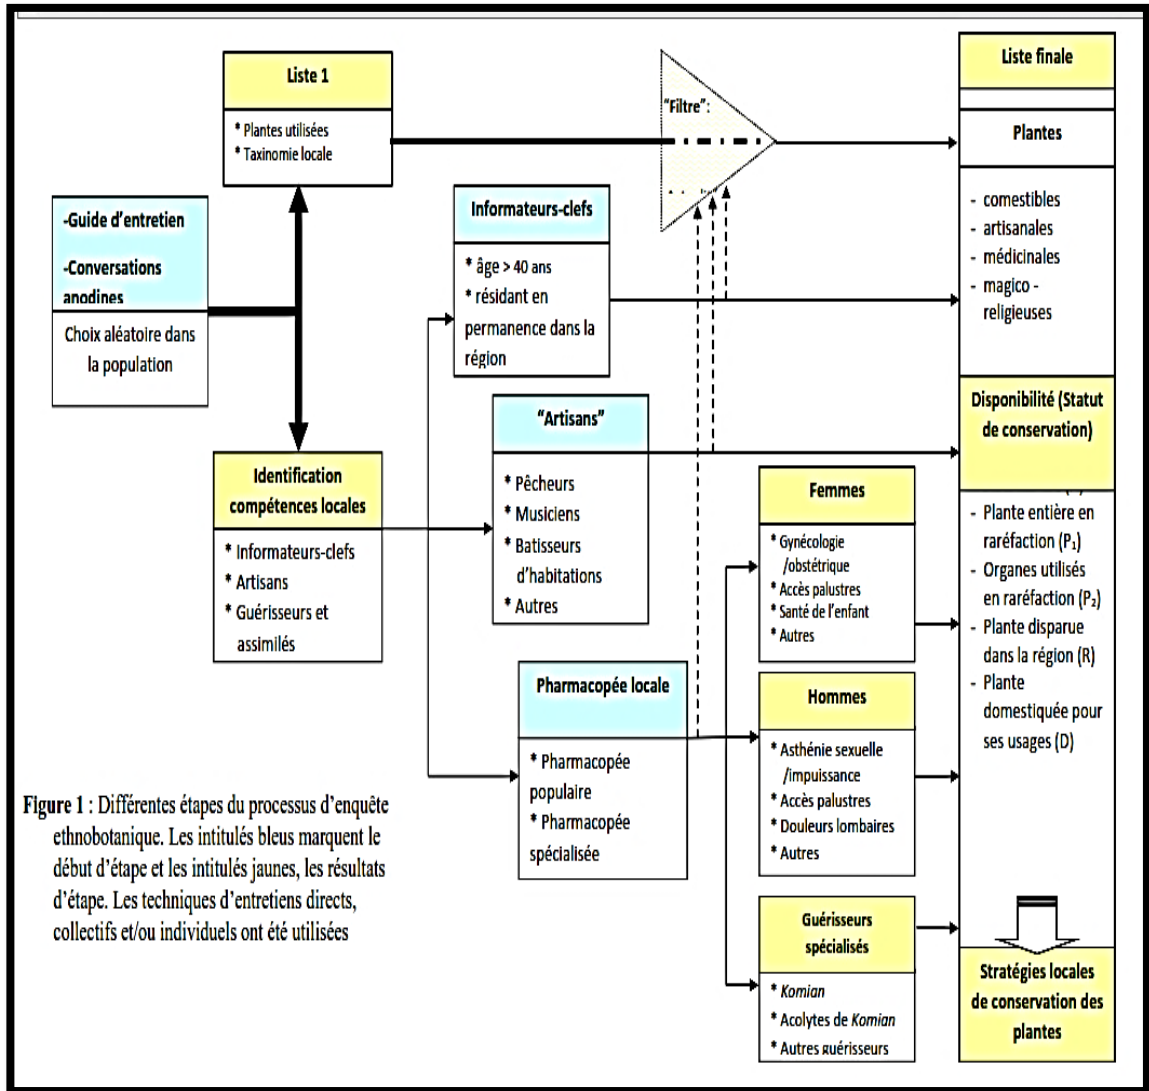 Liste 1
* Plantes utilisées
* Taxinomie locale
-Guide d'entretien
-Conversations
anodines
Choix aléatoire dans
la population
Identification
compétences locales
* Informateurs-clefs
* Artisans
* Guérisseurs et
assimilés
"Filtre":
Informateurs-clefs
* âge > 40 ans
* résidant en
permanence dans la
région
"Artisans"
* Pêcheurs
* Musiciens
* Batisseurs
d'habitations
* Autres
Pharmacopée locale
* Pharmacopée
populaire
* Pharmacopée
spécialisée
Femmes
* Gynécologie
/obstétrique
* Accès palustres
* Santé de l'enfant
* Autres
Hommes
* Asthénie sexuelle
/impuissance
* Accès palustres
* Douleurs lombaires
* Autres
Guérisseurs
spécialisés
* Komian
* Acolytes de Komian
* Autres guérisseurs
Liste finale
Plantes
- comestibles
- artisanales
- médicinales
- magico -
religieuses
Disponibilité (Statut
de conservation)
- Plante entière en
raréfaction (P₁)
- Organes utilisés
en raréfaction (P₂)
- Plante disparue
dans la région (R)
- Plante
domestiquée pour
ses usages (D)
Stratégies locales
de conservation des
plantes
Figure 1 : Différentes étapes du processus d'enquête
ethnobotanique. Les intitulés bleus marquent le
début d'étape et les intitulés jaunes, les résultats
d'étape. Les techniques d'entretiens directs,
collectifs et/ou individuels ont été utilisées